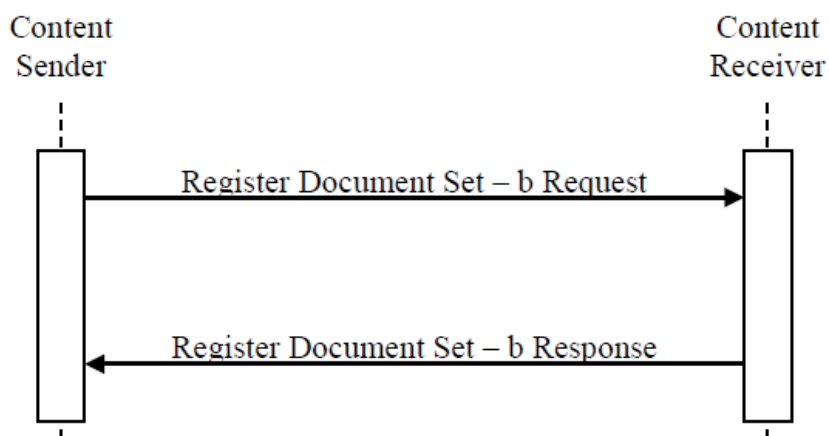 Content
Sender
Content
Receiver
Register Document Set – b Request
Register Document Set – b Response